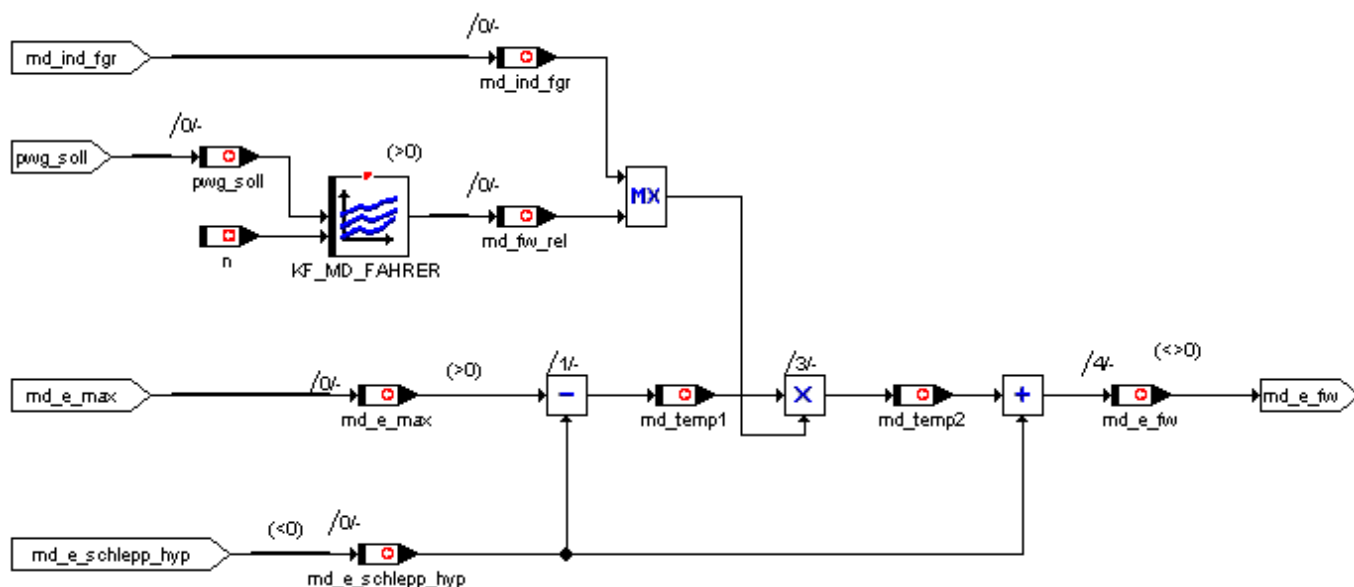 /0/-
md_ind_fgr
md_ind_fgr
/0/-
pwg_soll
pwg_soll
(>0)
/0/-
MX
md_fw_rel
n
KF_MD_FAHRER
md_e_max
/0/-
md_e_max
(>0)
/1/-
−
md_temp1
/3/-
×
md_temp2
+
/4/-
(<>0)
md_e_fw
md_e_fw
md_e_schlepp_hyp
(<0)
/0/-
md_e_schlepp_hyp